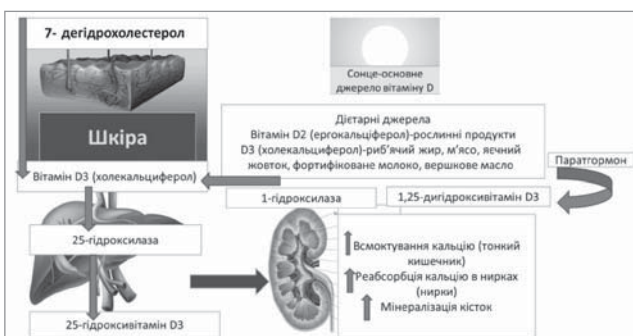 7- дегідрохолестерол
Шкіра
Сонце-основне
джерело вітаміну D
Дієтарні джерела
Вітамін D2 (ергокальціферол)-рослинні продукти
D3 (холекальциферол)-риб’ячий жир, м’ясо, яєчний
жовток, фортифіковане молоко, вершкове масло
Паратгормон
Вітамін D3 (холекальциферол)
1-гідроксилаза
1,25-дигідроксивітамін D3
25-гідроксилаза
Всмоктування кальцію (тонкий
кишечник)
Реабсорбція кальцію в нирках
(нирки)
Мінералізація кісток
25-гідроксивітамін D3